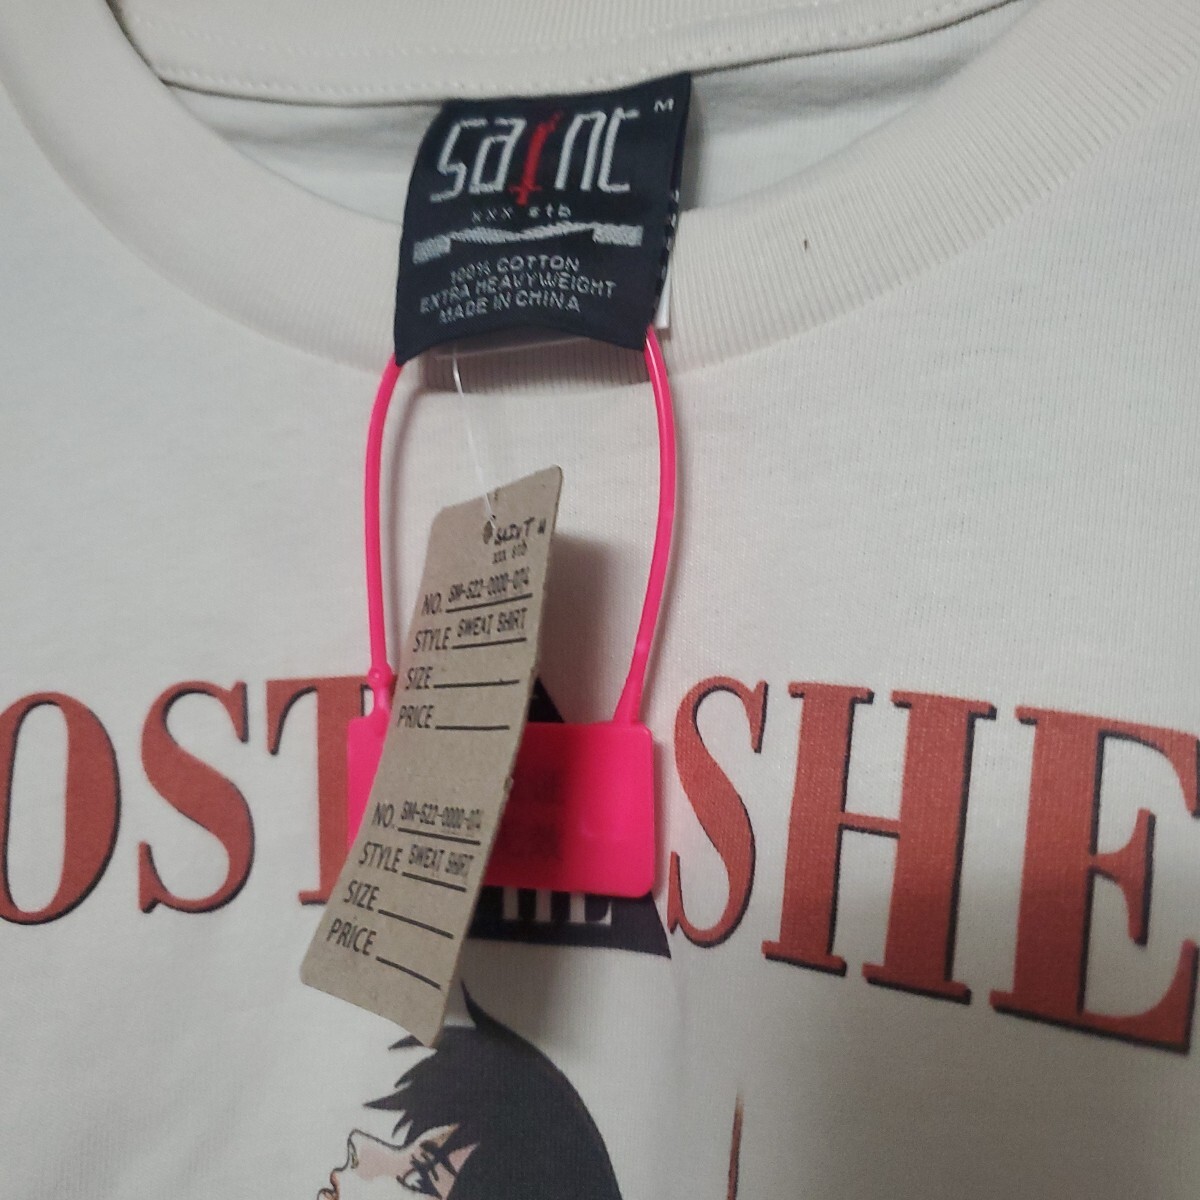 saint M
xxx stb
100% COTTON
EXTRA HEAVYWEIGHT
MADE IN CHINA
SAINT M
xxx stb
NO. SM-S22-0000-074
STYLE SWEAT SHIRT
SIZE
PRICE
NO. SM-S22-0000-074
STYLE SWEAT SHIRT
SIZE
PRICE
OST SHE